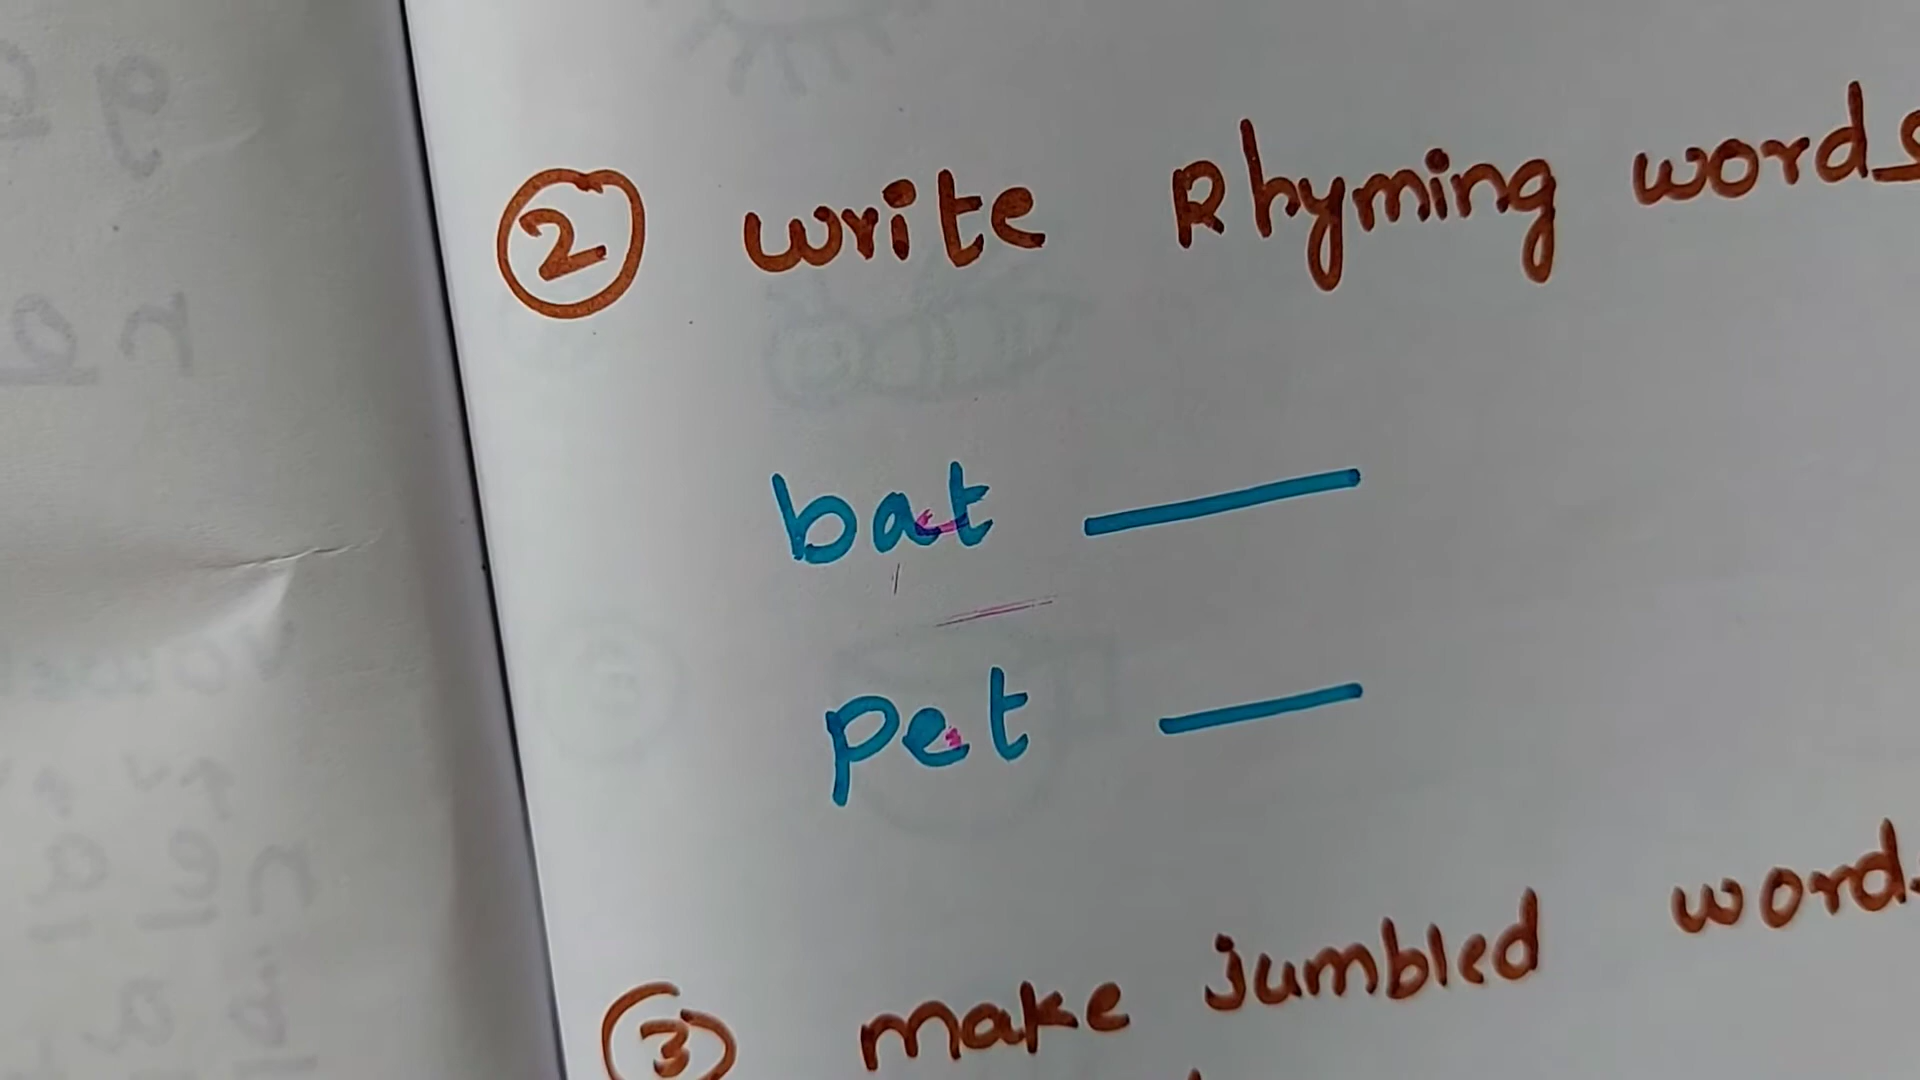 2 write Rhyming words
bat —
pet —
3 make jumbled word